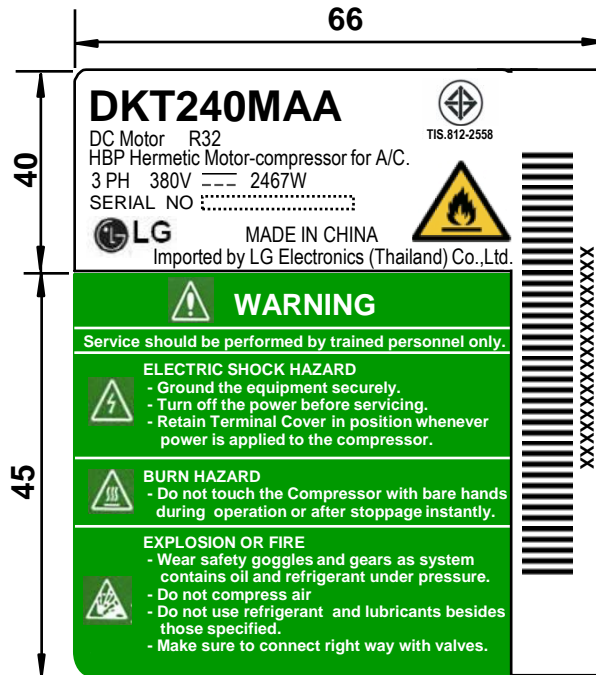 66
40
45
DKT240MAA
DC Motor R32
HBP Hermetic Motor-compressor for A/C.
3 PH 380V 2467W
SERIAL NO
TIS.812-2558
LG
MADE IN CHINA
Imported by LG Electronics (Thailand) Co.,Ltd.
WARNING
Service should be performed by trained personnel only.
ELECTRIC SHOCK HAZARD
- Ground the equipment securely.
- Turn off the power before servicing.
- Retain Terminal Cover in position whenever
power is applied to the compressor.
BURN HAZARD
- Do not touch the Compressor with bare hands
during operation or after stoppage instantly.
EXPLOSION OR FIRE
- Wear safety goggles and gears as system
contains oil and refrigerant under pressure.
- Do not compress air
- Do not use refrigerant and lubricants besides
those specified.
- Make sure to connect right way with valves.